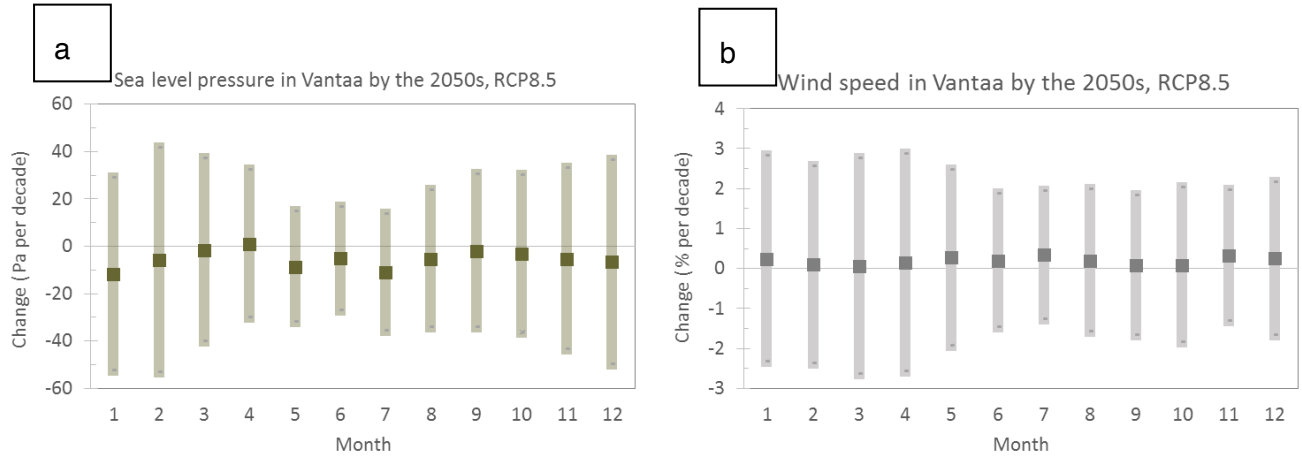 a
Sea level pressure in Vantaa by the 2050s, RCP8.5
Change (Pa per decade)
60
40
20
0
-20
-40
-60
1 2 3 4 5 6 7 8 9 10 11 12
Month
b
Wind speed in Vantaa by the 2050s, RCP8.5
Change (% per decade)
4
3
2
1
0
-1
-2
-3
1 2 3 4 5 6 7 8 9 10 11 12
Month